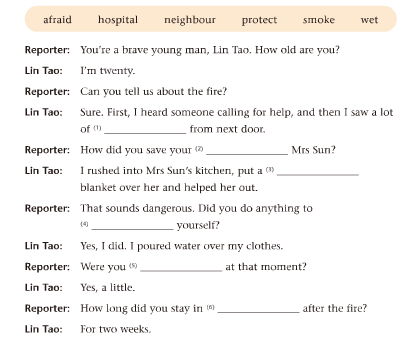 afraid hospital neighbour protect smoke wet
Reporter: You're a brave young man, Lin Tao. How old are you?
Lin Tao: I'm twenty.
Reporter: Can you tell us about the fire?
Lin Tao: Sure. First, I heard someone calling for help, and then I saw a lot
of (1) ______________ from next door.
Reporter: How did you save your (2) ______________ Mrs Sun?
Lin Tao: I rushed into Mrs Sun's kitchen, put a (3) ______________
blanket over her and helped her out.
Reporter: That sounds dangerous. Did you do anything to
(4) ______________ yourself?
Lin Tao: Yes, I did. I poured water over my clothes.
Reporter: Were you (5) ______________ at that moment?
Lin Tao: Yes, a little.
Reporter: How long did you stay in (6) ______________ after the fire?
Lin Tao: For two weeks.